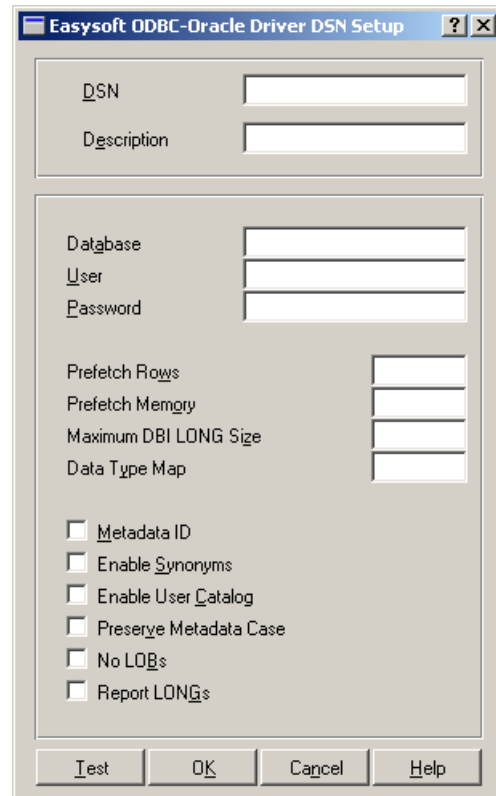 Easysoft ODBC-Oracle Driver DSN Setup
DSN
Description
Database
User
Password
Prefetch Rows
Prefetch Memory
Maximum DBI LONG Size
Data Type Map
Metadata ID
Enable Synonyms
Enable User Catalog
Preserve Metadata Case
No LOBs
Report LONGs
Test OK Cancel Help